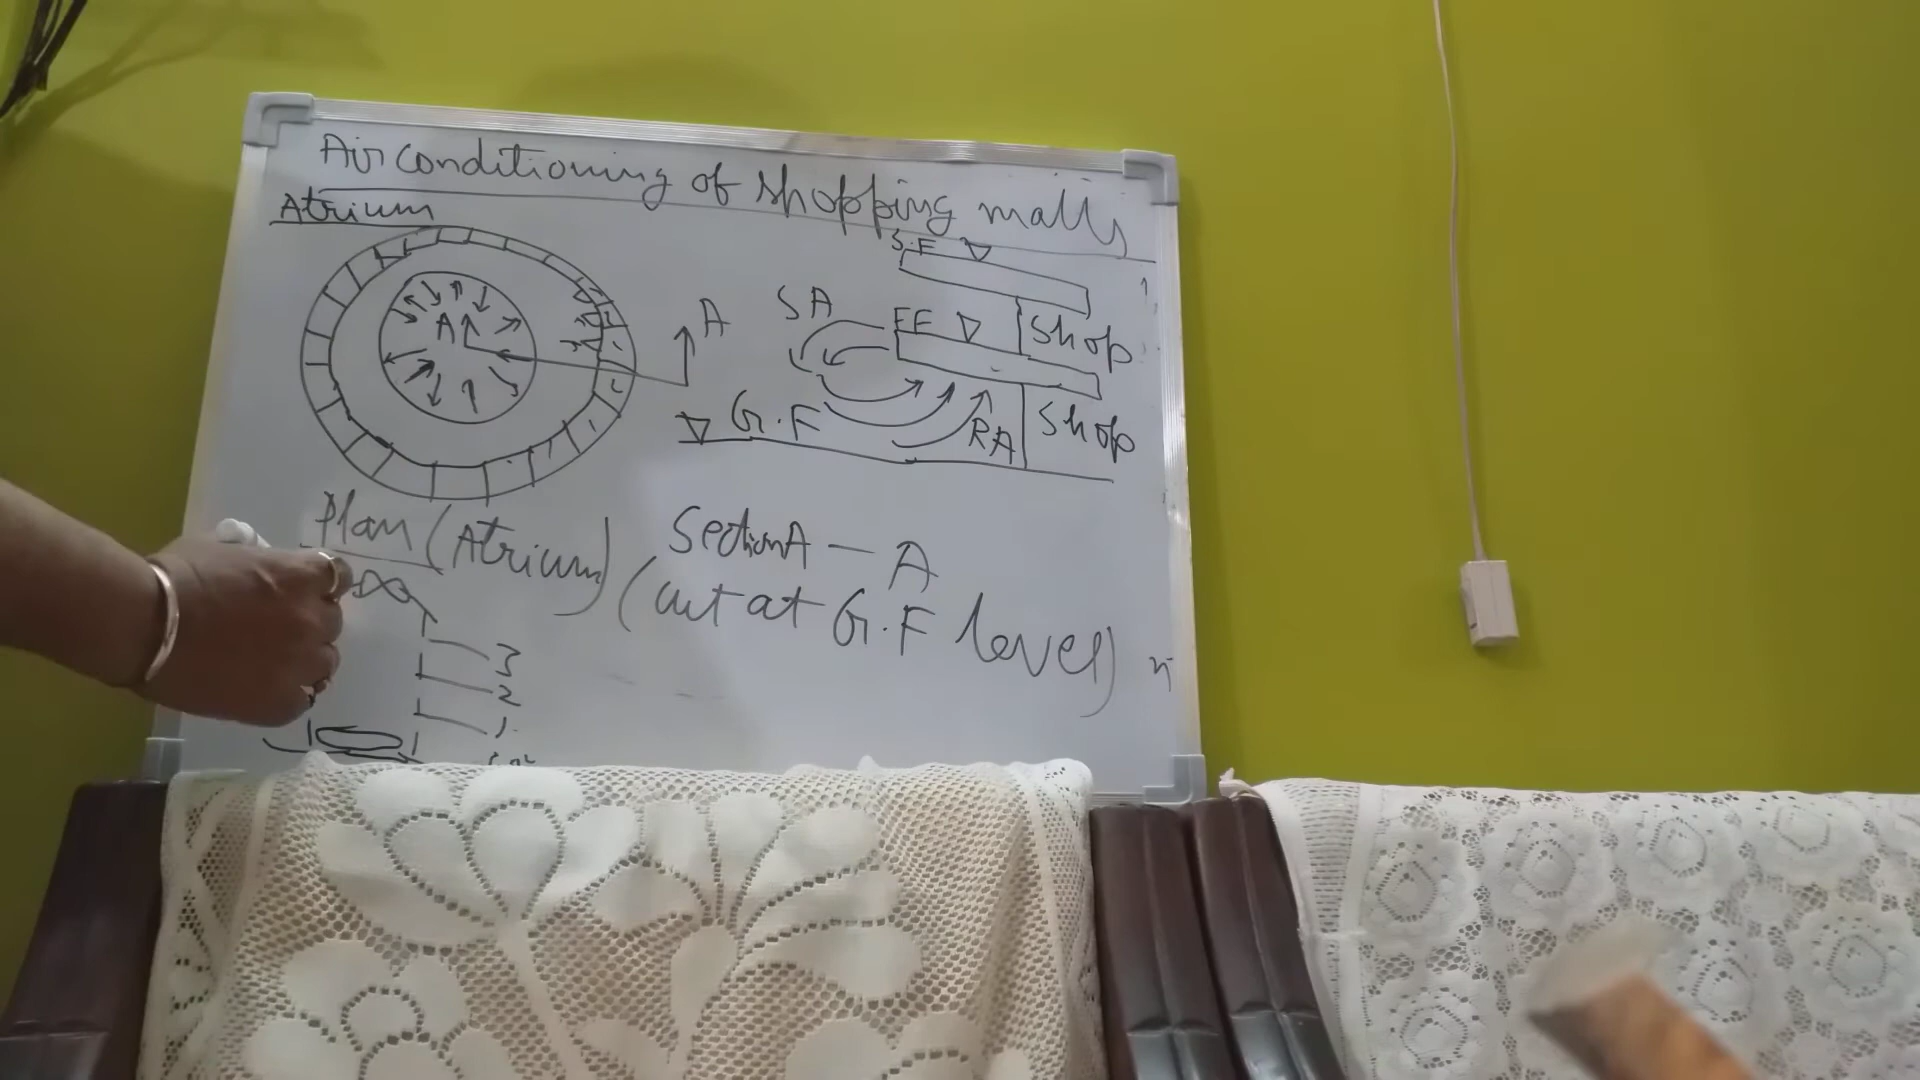 Air conditioning of shopping malls
Atrium
S.F
SA
A
F.F
shop
A
G.F
RA
shop
Plan (Atrium)
Section A - A
(cut at G.F level)
3
2
1